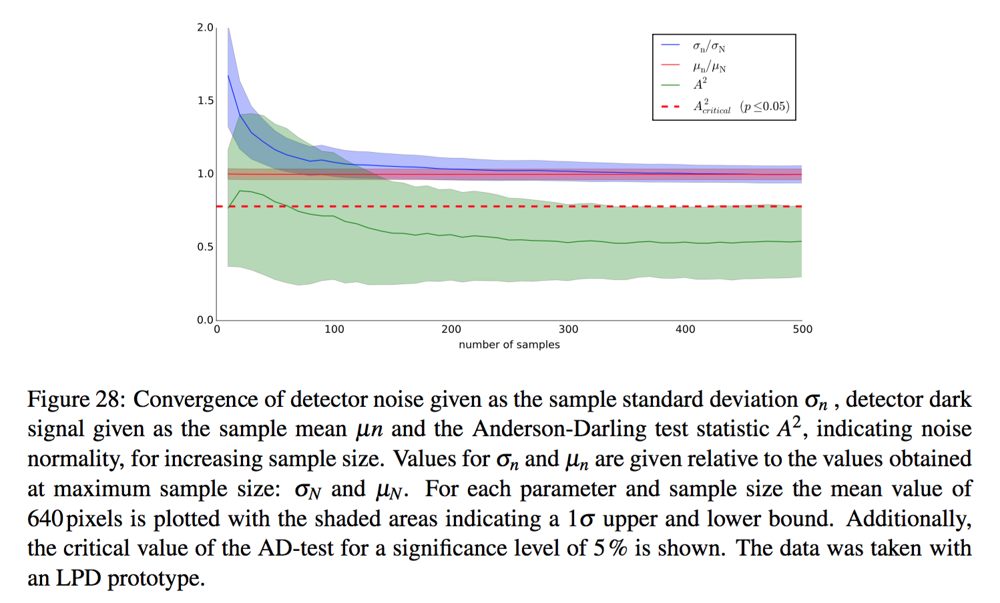 2.0
1.5
1.0
0.5
0.0
0 100 200 300 400 500
number of samples
σn/σN
μn/μN
A²
A²critical (p≤0.05)
Figure 28: Convergence of detector noise given as the sample standard deviation σn , detector dark
signal given as the sample mean μn and the Anderson-Darling test statistic A², indicating noise
normality, for increasing sample size. Values for σn and μn are given relative to the values obtained
at maximum sample size: σN and μN. For each parameter and sample size the mean value of
640 pixels is plotted with the shaded areas indicating a 1σ upper and lower bound. Additionally,
the critical value of the AD-test for a significance level of 5 % is shown. The data was taken with
an LPD prototype.